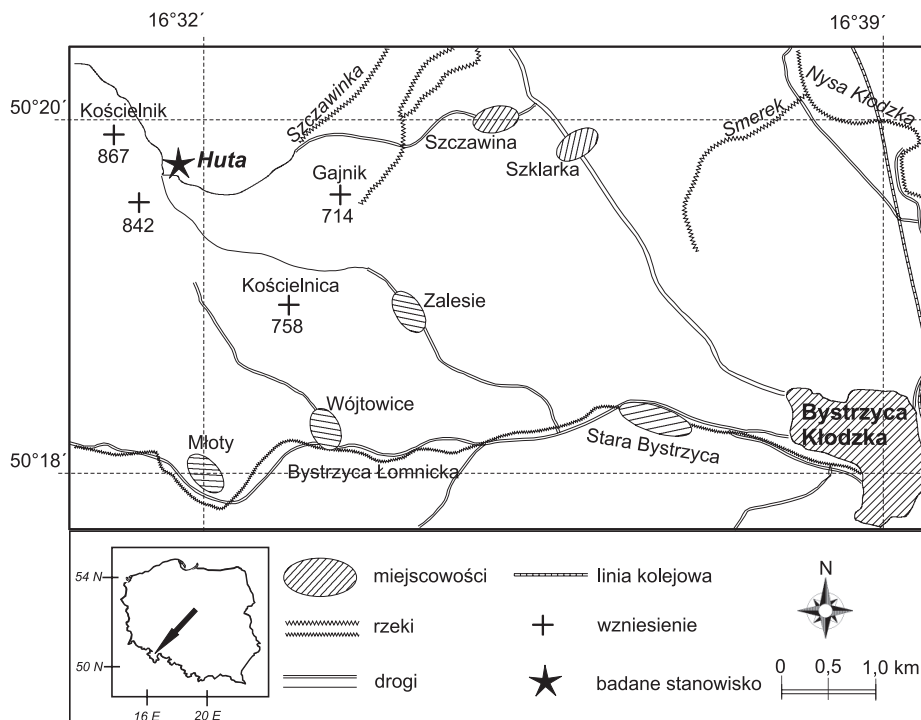 16°32´
16°39´
50°20´
50°18´
Kościelnik
867
Huta
842
Szczawinka
Gajnik
714
Szczawina
Szklarka
Smerek
Nysa Kłodzka
Kościelnica
758
Zalesie
Wójtowice
Młoty
Bystrzyca Łomnicka
Stara Bystrzyca
Bystrzyca
Kłodzka
54 N
50 N
16 E
20 E
miejscowości
rzeki
drogi
linia kolejowa
wzniesienie
badane stanowisko
N
0 0,5 1,0 km